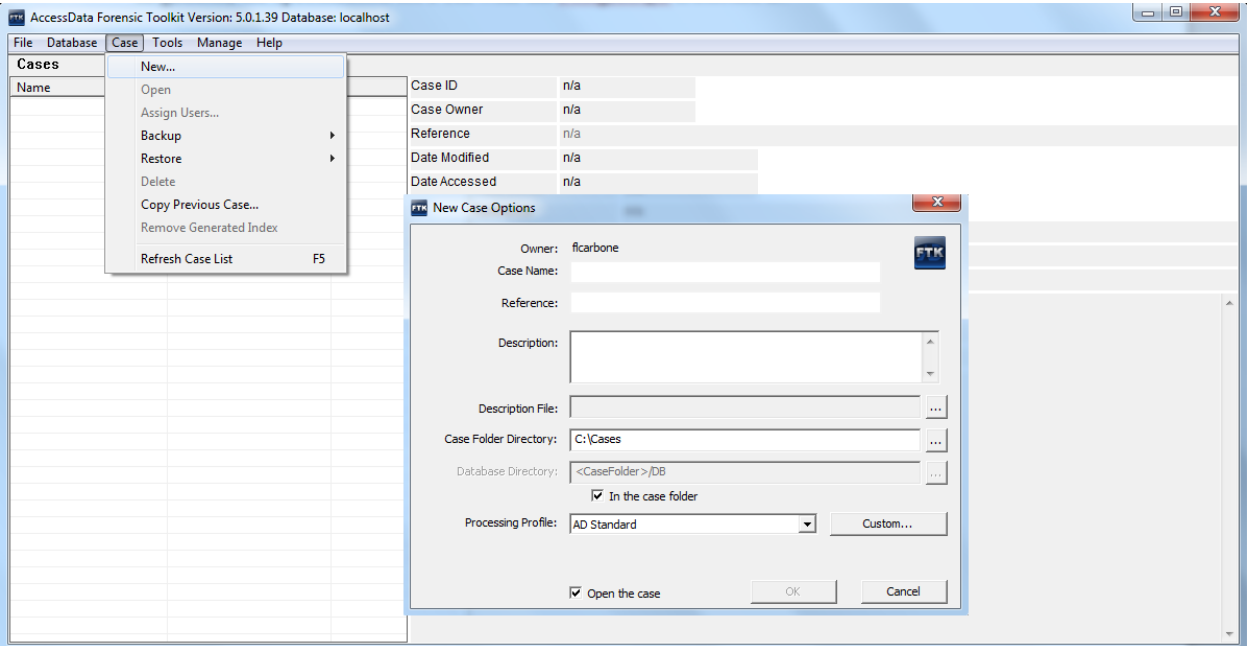 FTK AccessData Forensic Toolkit Version: 5.0.1.39 Database: localhost
File Database Case Tools Manage Help
Cases
Name
New...
Open
Assign Users...
Backup
Restore
Delete
Copy Previous Case...
Remove Generated Index
Refresh Case List F5
Case ID n/a
Case Owner n/a
Reference n/a
Date Modified n/a
Date Accessed n/a
FTK New Case Options
Owner: flcarbone
FTK
Case Name:
Reference:
Description:
Description File: ...
Case Folder Directory: C:\Cases ...
Database Directory: <CaseFolder>/DB ...
In the case folder
Processing Profile: AD Standard Custom...
Open the case OK Cancel